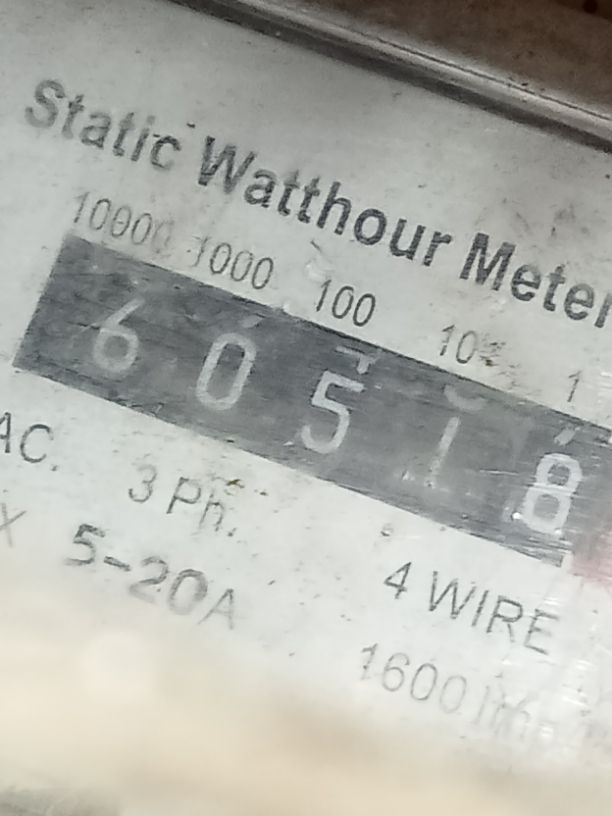 Static Watthour Meter
10000 1000 100 10 1
6 0 5 1 8
AC. 3 Ph. 4 WIRE
5-20A 1600